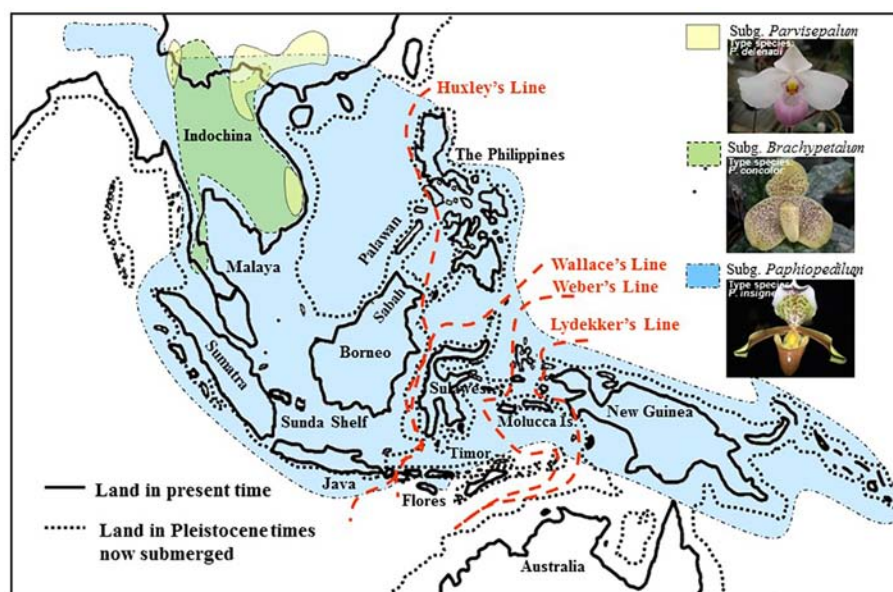 Subg. Parvisepalum
Type species:
P. delenatii
Huxley's Line
Indochina
The Philippines
Subg. Brachypetalum
Type species:
P. concolor
Palawan
Malaya
Wallace's Line
Subg. Paphiopedilum
Type species:
P. insigne
Sabah
Weber's Line
Lydekker's Line
Borneo
Sumatra
Sulawesi
New Guinea
Sunda Shelf
Molucca Is.
Timor
Java
Flores
Land in present time
Land in Pleistocene times
now submerged
Australia